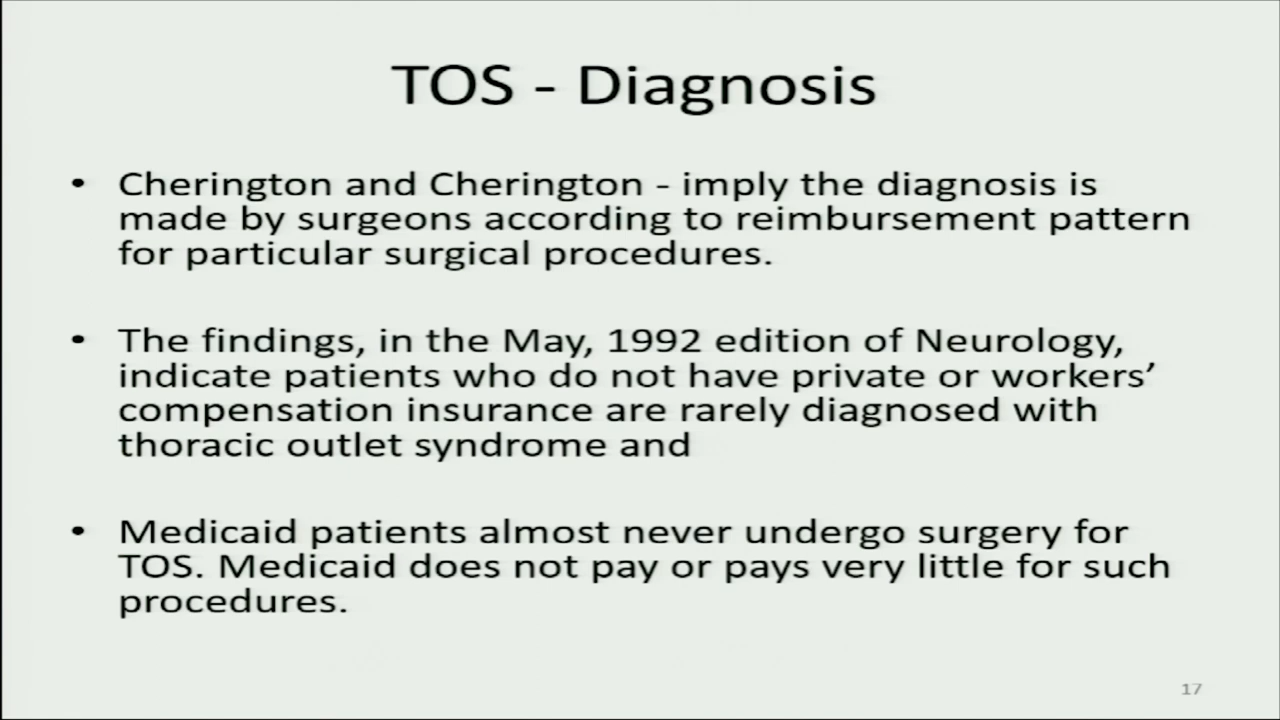 TOS - Diagnosis
• Cherington and Cherington - imply the diagnosis is
made by surgeons according to reimbursement pattern
for particular surgical procedures.
• The findings, in the May, 1992 edition of Neurology,
indicate patients who do not have private or workers’
compensation insurance are rarely diagnosed with
thoracic outlet syndrome and
• Medicaid patients almost never undergo surgery for
TOS. Medicaid does not pay or pays very little for such
procedures.
17